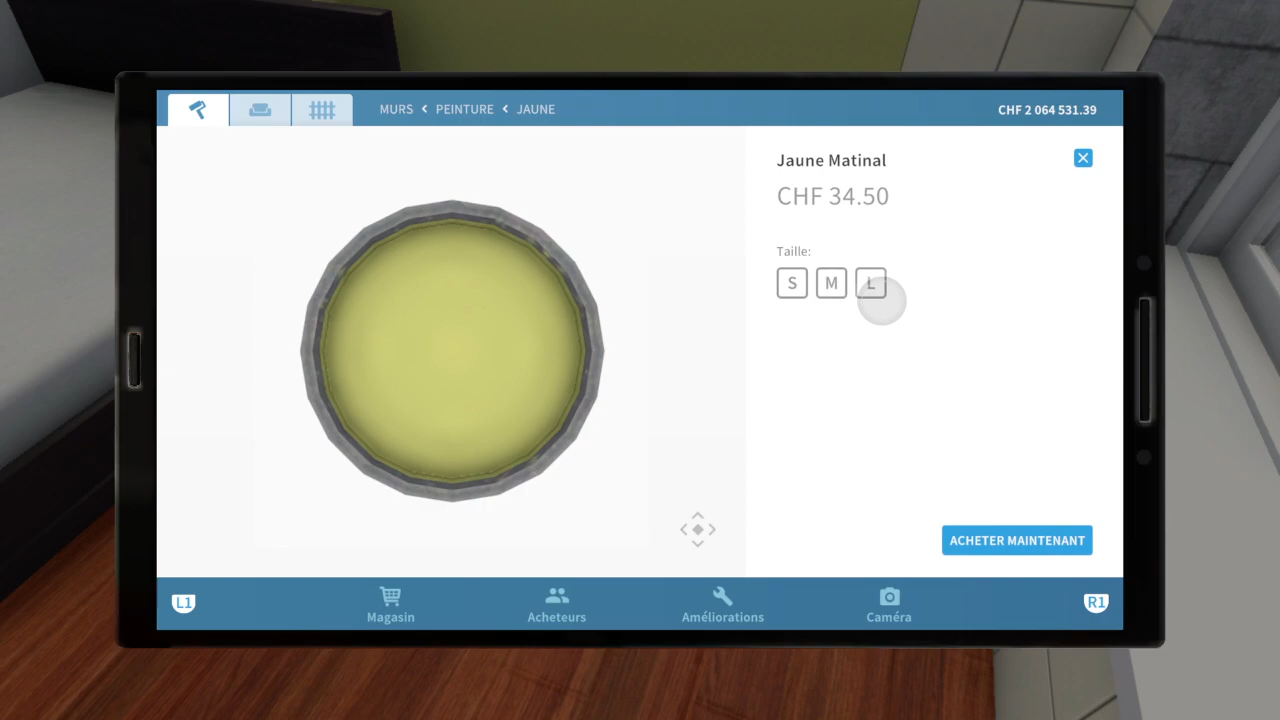 MURS < PEINTURE < JAUNE
CHF 2 064 531.39
Jaune Matinal
CHF 34.50
Taille:
S M L
ACHETER MAINTENANT
L1
Magasin
Acheteurs
Améliorations
Caméra
R1